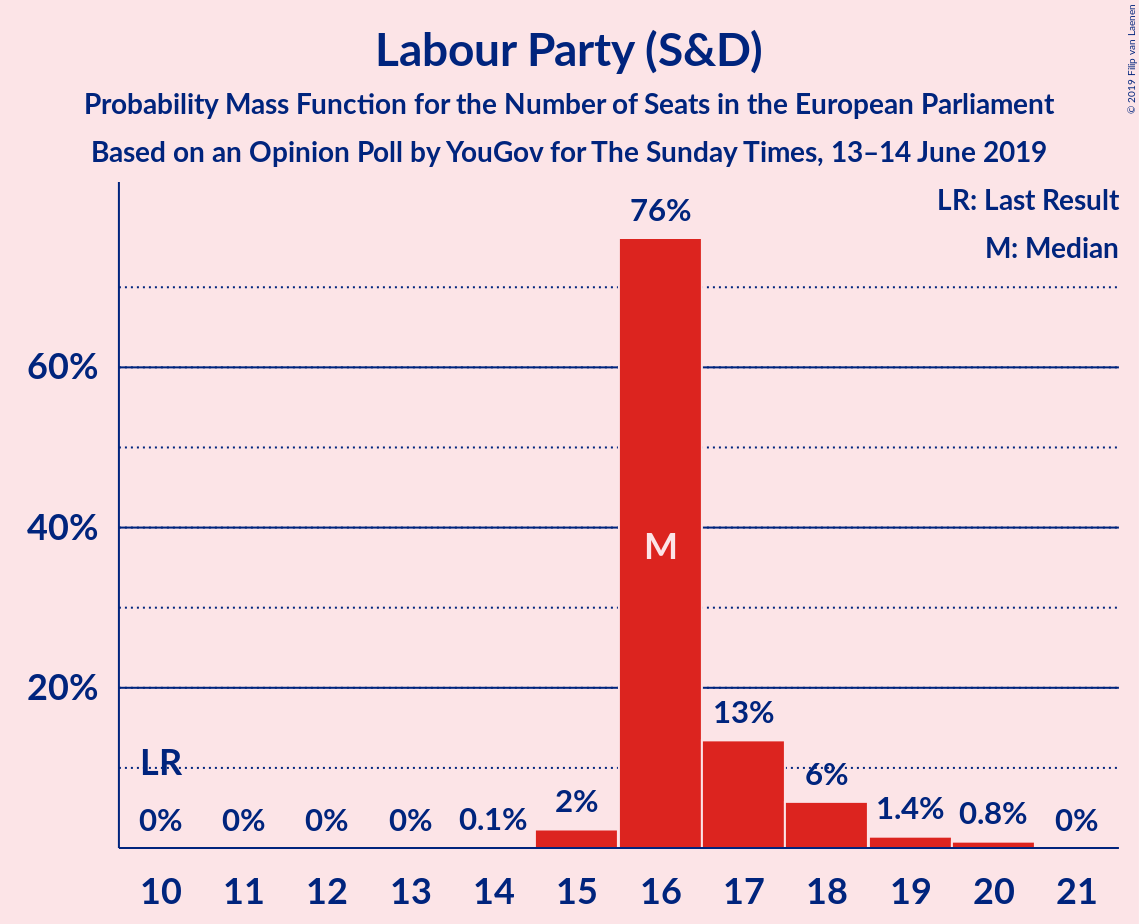 Labour Party (S&D)
Probability Mass Function for the Number of Seats in the European Parliament
Based on an Opinion Poll by YouGov for The Sunday Times, 13–14 June 2019
© 2019 Filip van Laenen
LR: Last Result
M: Median
76%
60%
40%
M
20%
13%
LR
6%
2%
1.4%
0.8%
0%
0%
0%
0%
0.1%
0%
10 11 12 13 14 15 16 17 18 19 20 21